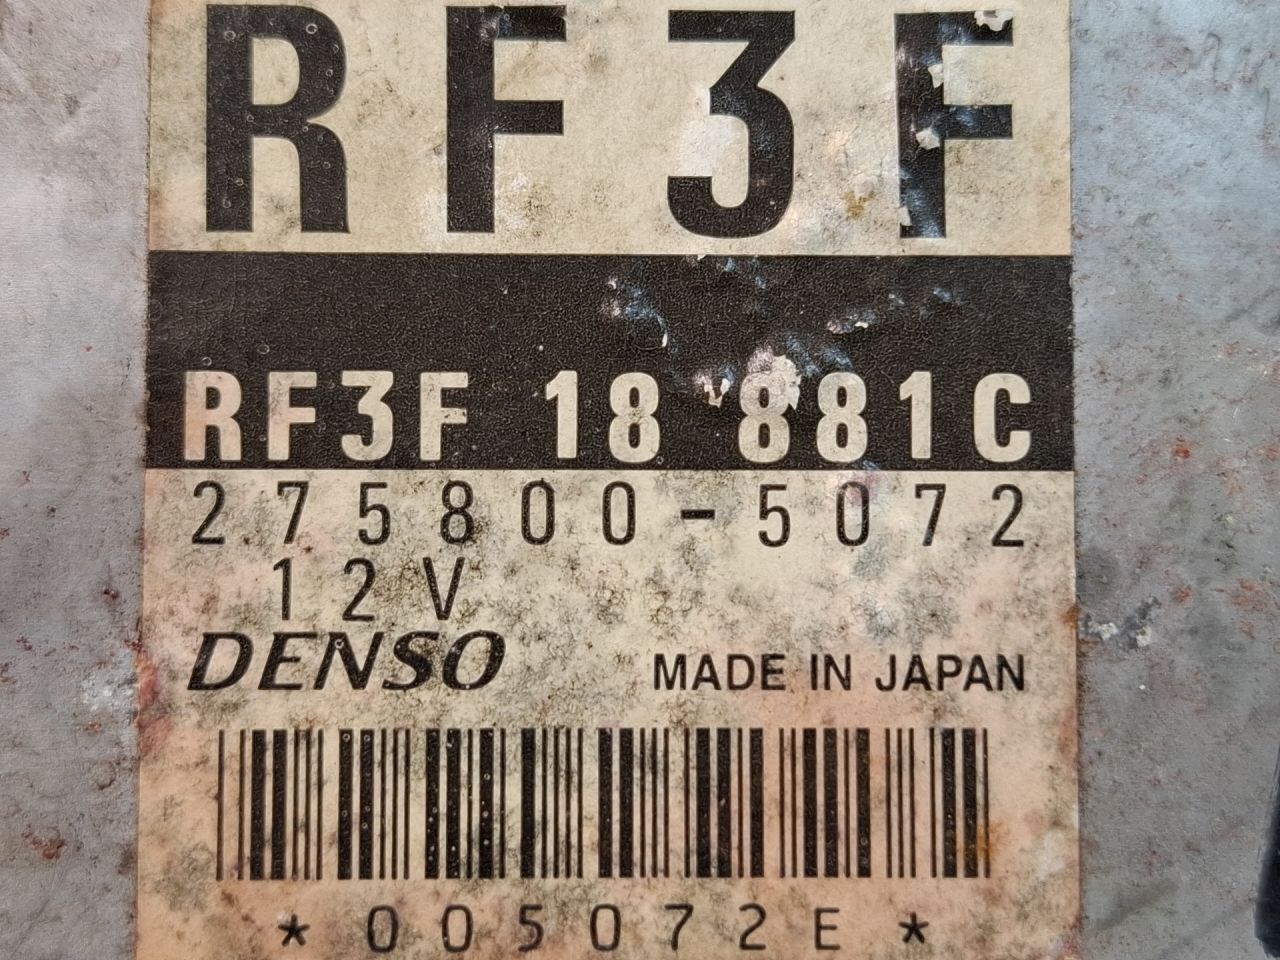 RF3F
RF3F 18 881C
275800-5072
12V
DENSO MADE IN JAPAN
*005072E*